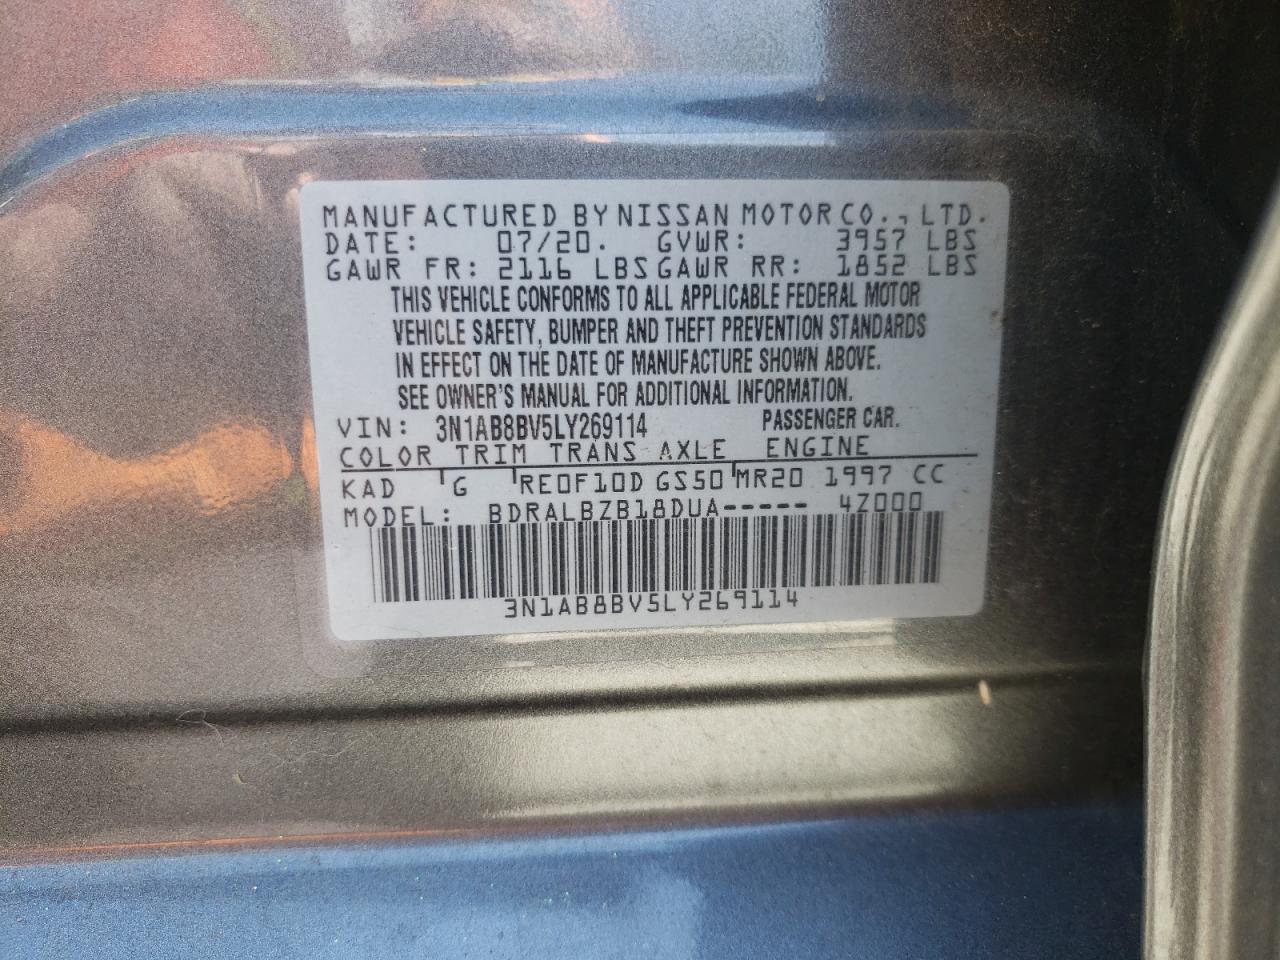 MANUFACTURED BY NISSAN MOTOR CO., LTD.
DATE: 07/20. GVWR: 3957 LBS
GAWR FR: 2116 LBS GAWR RR: 1852 LBS
THIS VEHICLE CONFORMS TO ALL APPLICABLE FEDERAL MOTOR
VEHICLE SAFETY, BUMPER AND THEFT PREVENTION STANDARDS
IN EFFECT ON THE DATE OF MANUFACTURE SHOWN ABOVE.
SEE OWNER'S MANUAL FOR ADDITIONAL INFORMATION.
VIN: 3N1AB8BV5LY269114 PASSENGER CAR.
COLOR TRIM TRANS AXLE ENGINE
KAD G RE0F10D GS50 MR20 1997 CC
MODEL: BDRALBZB18DUA----- 4Z000
3N1AB8BV5LY269114